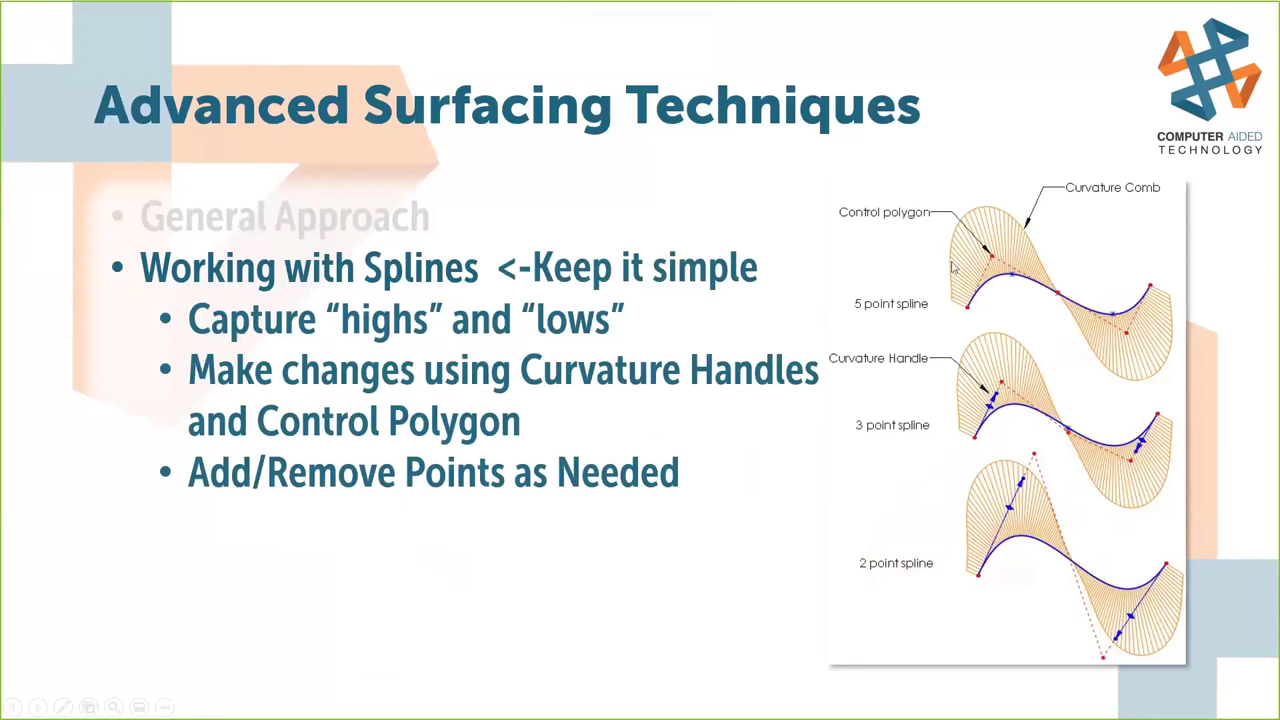 Advanced Surfacing Techniques
COMPUTER AIDED
TECHNOLOGY
• General Approach
• Working with Splines <-Keep it simple
• Capture “highs” and “lows”
• Make changes using Curvature Handles
and Control Polygon
• Add/Remove Points as Needed
Curvature Comb
Control polygon
5 point spline
Curvature Handle
3 point spline
2 point spline